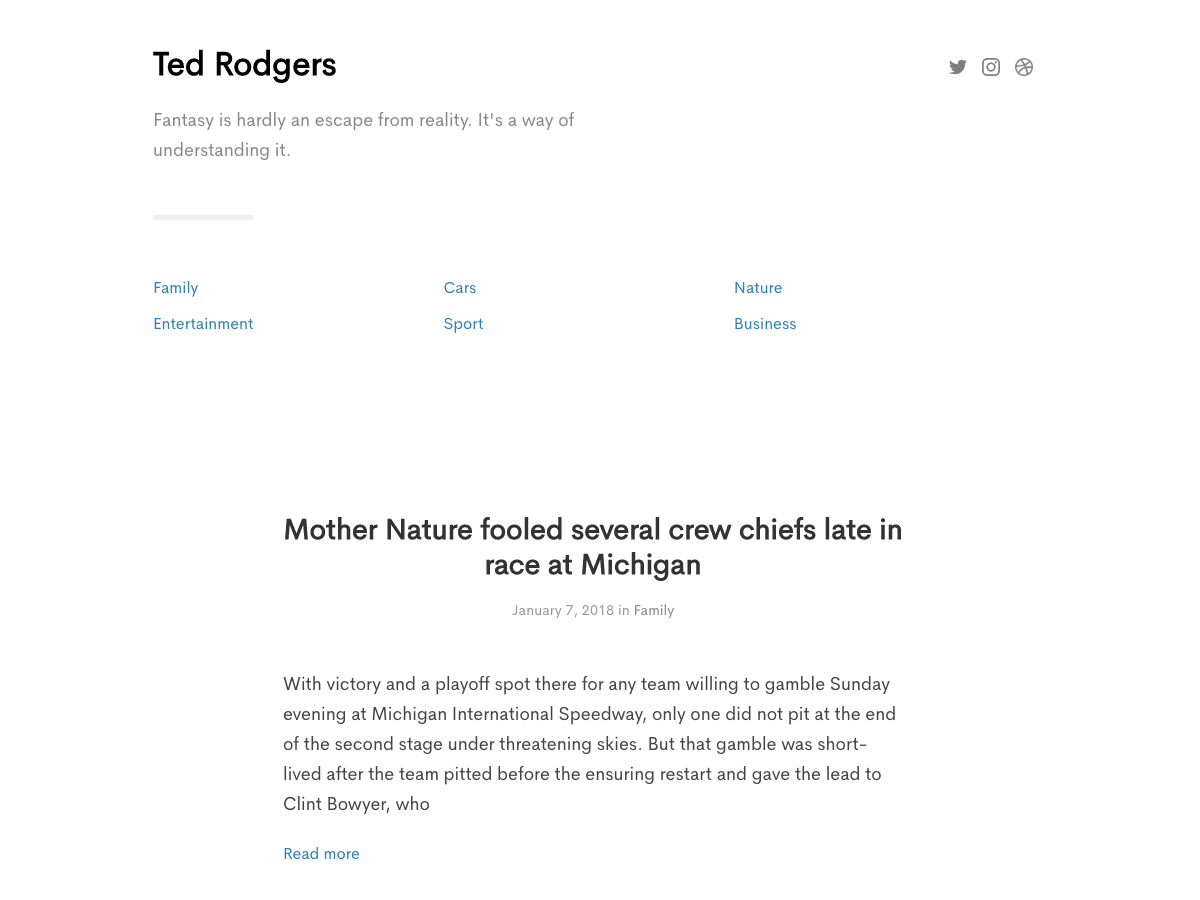 Ted Rodgers
Fantasy is hardly an escape from reality. It's a way of
understanding it.
Family
Cars
Nature
Entertainment
Sport
Business
Mother Nature fooled several crew chiefs late in
race at Michigan
January 7, 2018 in Family
With victory and a playoff spot there for any team willing to gamble Sunday
evening at Michigan International Speedway, only one did not pit at the end
of the second stage under threatening skies. But that gamble was short-
lived after the team pitted before the ensuring restart and gave the lead to
Clint Bowyer, who
Read more